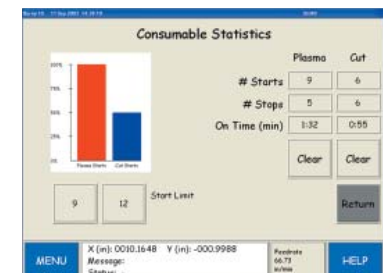 Consumable Statistics
Plasma Cut
# Starts 9 6
# Stops 5 6
On Time (min) 1:32 0:55
Clear Clear
100%
75%
50%
25%
0%
Plasma Starts Cut Starts
9 12 Start Limit
Return
MENU
X (in): 0010.1648 Y (in): -000.9988
Message:
Status: -
Feedrate
66.73
in/min
HELP